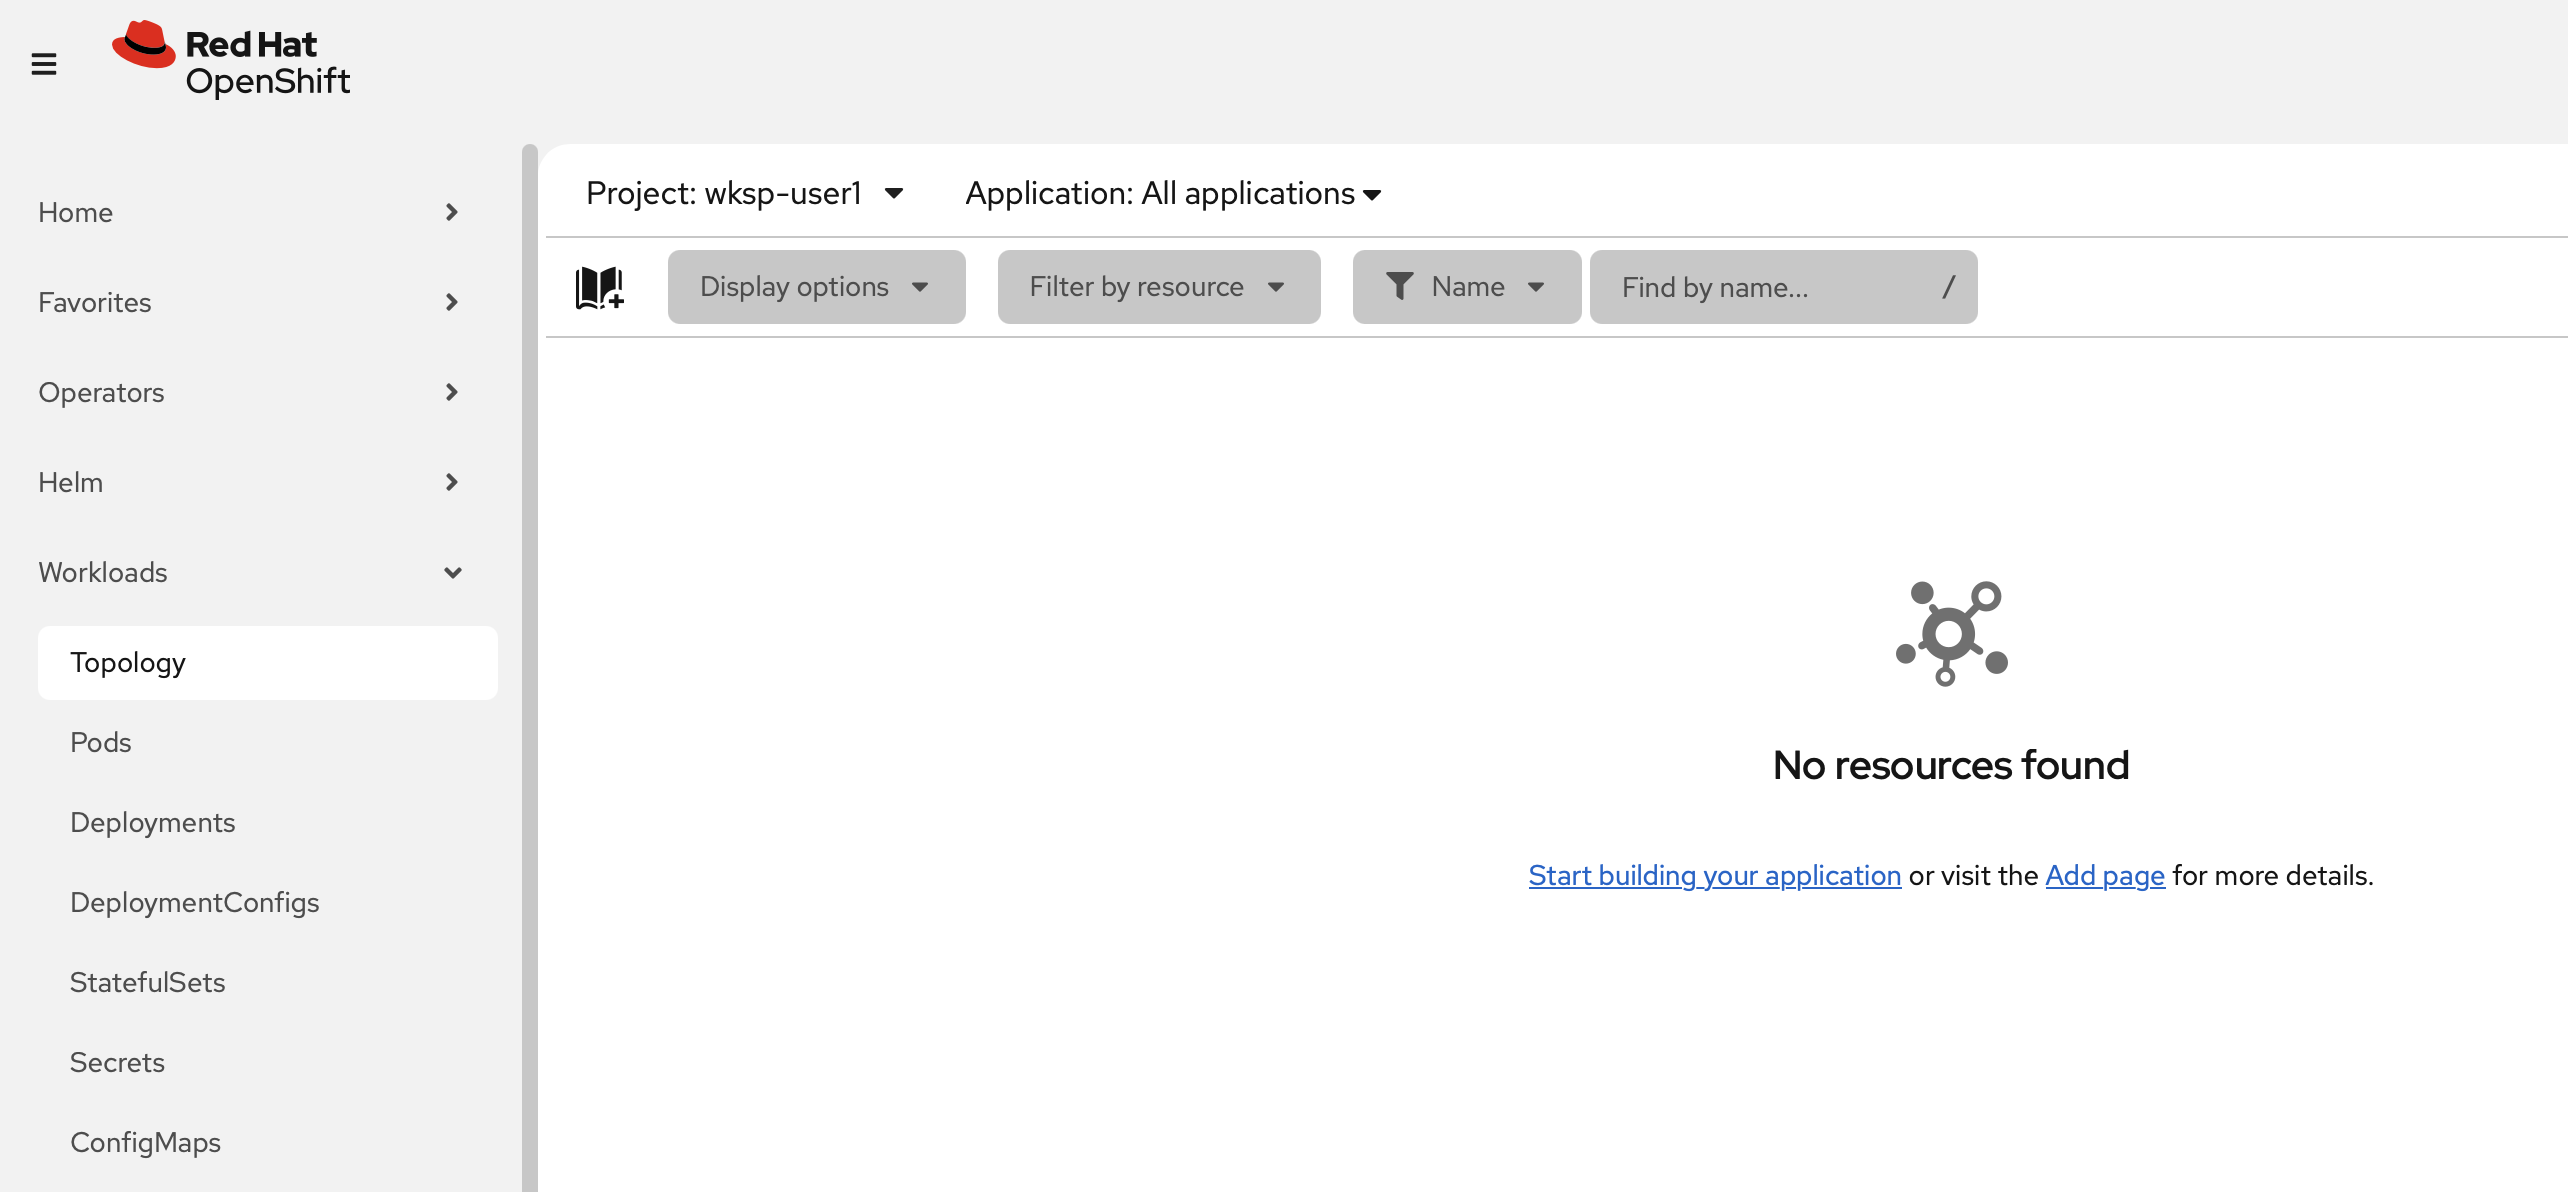 Red Hat
OpenShift
Home
Favorites
Operators
Helm
Workloads
Topology
Pods
Deployments
DeploymentConfigs
StatefulSets
Secrets
ConfigMaps
Project: wksp-user1 Application: All applications
Display options Filter by resource Name Find by name... /
No resources found
Start building your application or visit the Add page for more details.